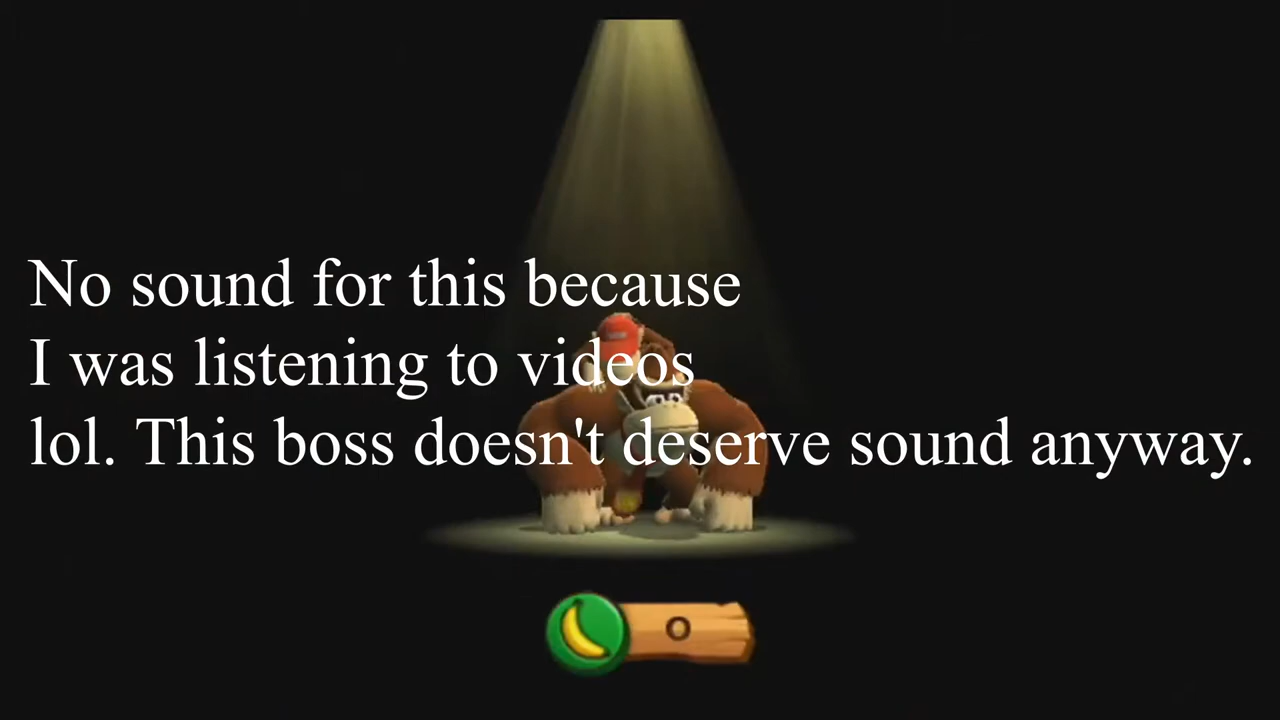 No sound for this because
I was listening to videos
lol. This boss doesn't deserve sound anyway.
0